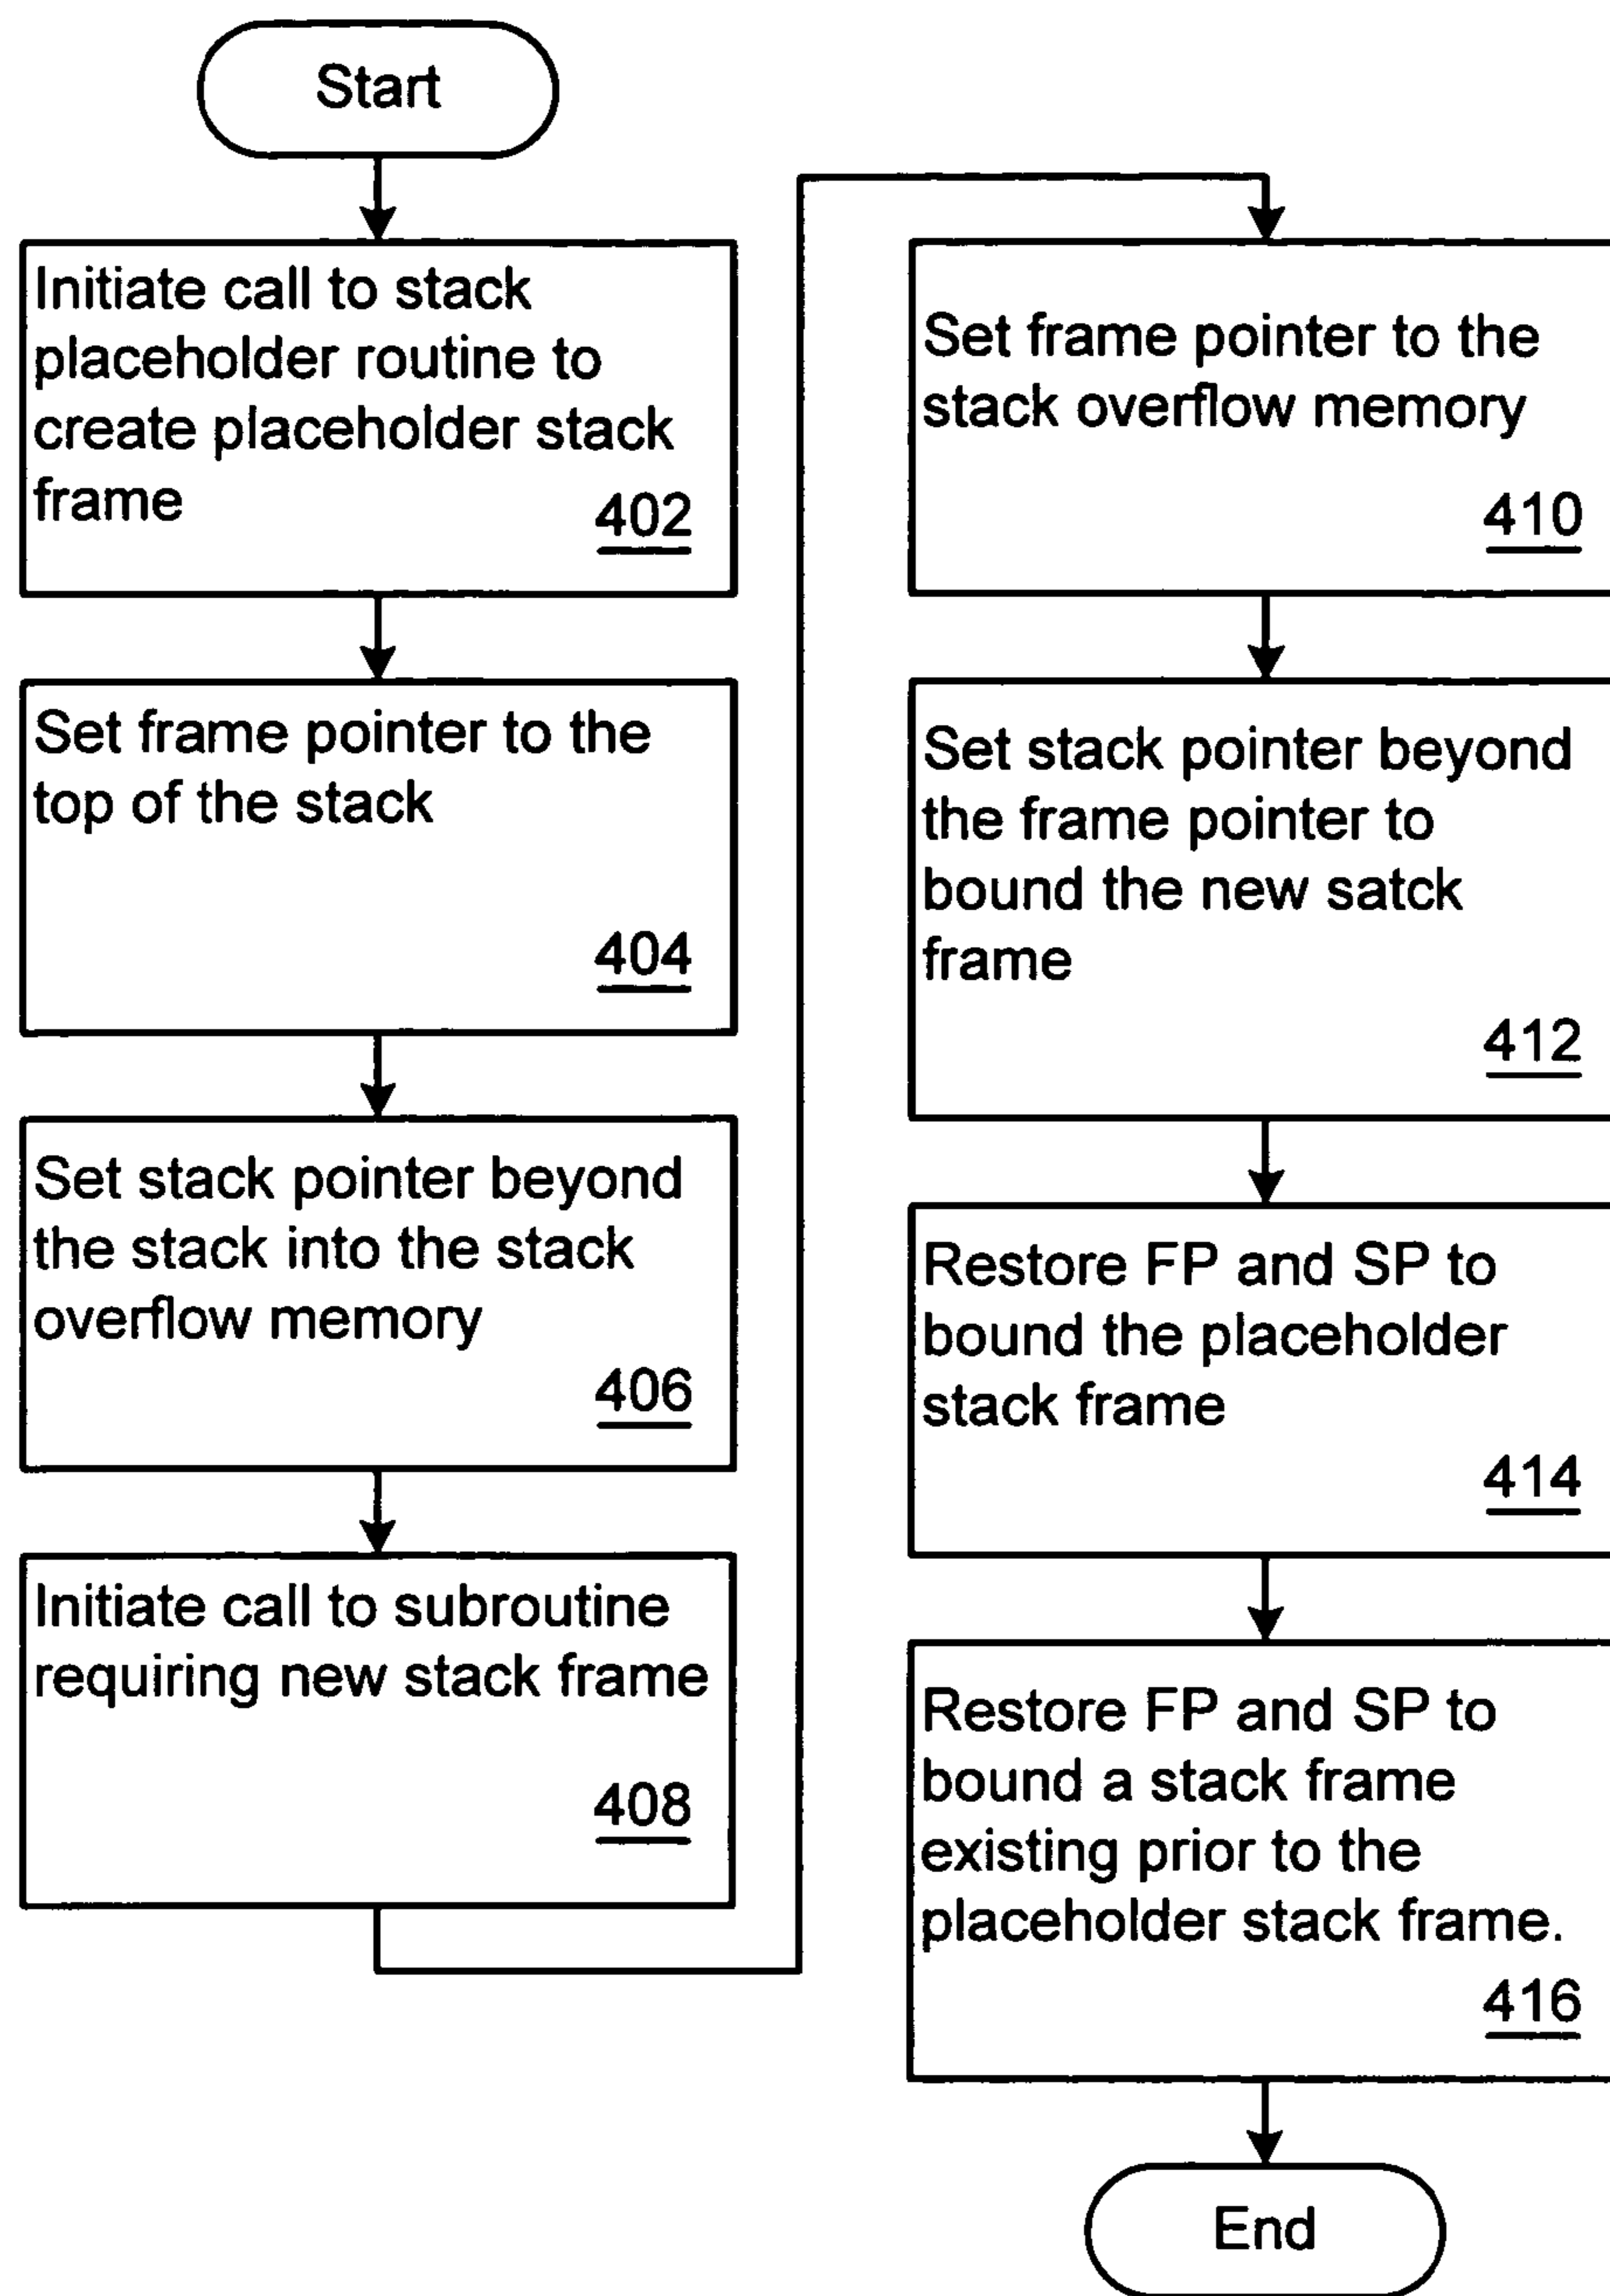 Start
Initiate call to stack
placeholder routine to
create placeholder stack
frame
402
Set frame pointer to the
top of the stack
404
Set stack pointer beyond
the stack into the stack
overflow memory
406
Initiate call to subroutine
requiring new stack frame
408
Set frame pointer to the
stack overflow memory
410
Set stack pointer beyond
the frame pointer to
bound the new satck
frame
412
Restore FP and SP to
bound the placeholder
stack frame
414
Restore FP and SP to
bound a stack frame
existing prior to the
placeholder stack frame.
416
End